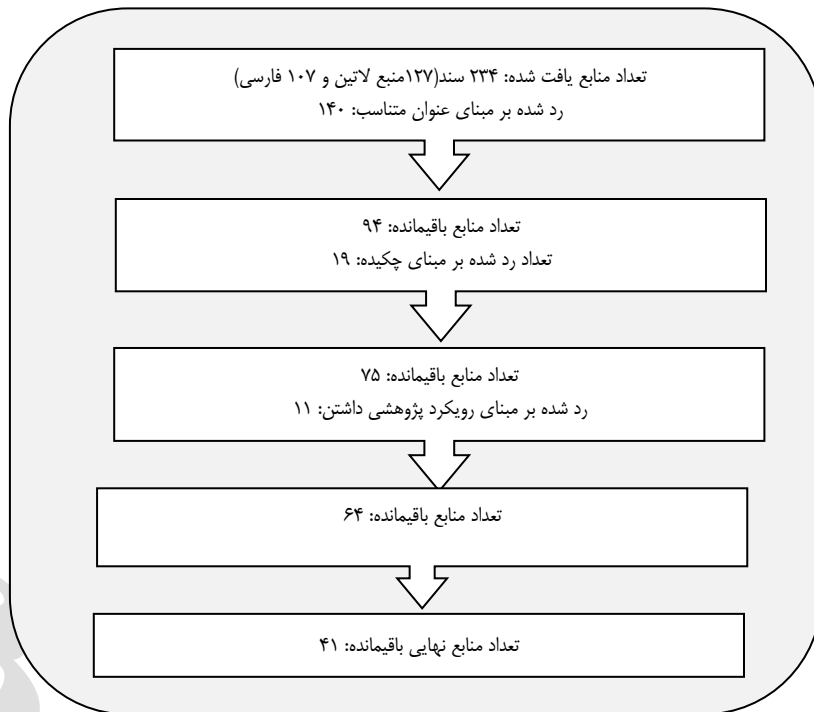 تعداد منابع یافت شده: ۲۳۴ سند(۱۲۷منبع لاتین و ۱۰۷ فارسی)
رد شده بر مبنای عنوان متناسب: ۱۴۰
تعداد منابع باقیمانده: ۹۴
تعداد رد شده بر مبنای چکیده: ۱۹
تعداد منابع باقیمانده: ۷۵
رد شده بر مبنای رویکرد پژوهشی داشتن: ۱۱
تعداد منابع باقیمانده: ۶۴
تعداد منابع نهایی باقیمانده: ۴۱